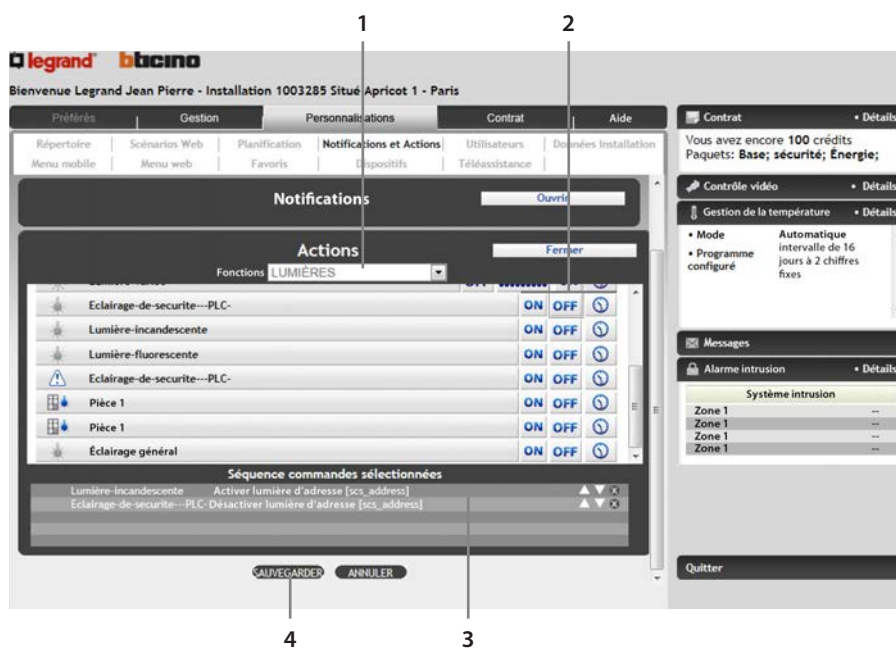 1 2
legrand bticino
Bienvenue Legrand Jean Pierre - Installation 1003285 Situé Apricot 1 - Paris
Préférés Gestion Personnalisations Contrat Aide
Répertoire Scénarios Web Planification Notifications et Actions Utilisateurs Données Installation
Menu mobile Menu web Favoris Dispositifs Téléassistance
Notifications Ouvrir
Actions Fermer
Fonctions LUMIÈRES
Eclairage-de-securite---PLC- ON OFF
Lumière-incandescente ON OFF
Lumière-fluorescente ON OFF
Eclairage-de-securite---PLC- ON OFF
Pièce 1 ON OFF
Pièce 1 ON OFF
Éclairage général ON OFF
Séquence commandes sélectionnées
Lumière-incandescente Activer lumière d'adresse [scs_address]
Eclairage-de-securite---PLC- Désactiver lumière d'adresse [scs_address]
SAUVEGARDER ANNULER
Contrat • Détails
Vous avez encore 100 crédits
Paquets: Base; sécurité; Énergie;
Contrôle vidéo • Détails
Gestion de la température • Détails
• Mode Automatique
• Programme configuré intervalle de 16 jours à 2 chiffres fixes
Messages
Alarme intrusion • Détails
Système intrusion
Zone 1 --
Zone 1 --
Zone 1 --
Zone 1 --
Quitter
4 3